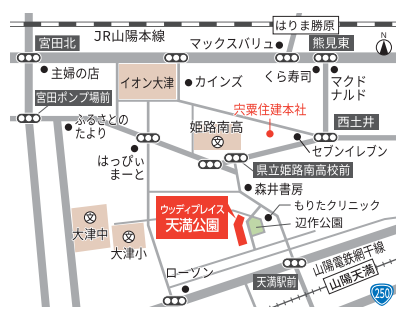 はりま勝原
N
宮田北
JR山陽本線
マックスバリュ
熊見東
主婦の店
イオン大津
カインズ
くら寿司
マクド
ナルド
宮田ポンプ場前
宍粟住建本社
西土井
ふるさとの
たより
姫路南高
文
セブンイレブン
はっぴぃ
まーと
県立姫路南高校前
森井書房
ウッディプレイス
天満公園
もりたクリニック
辺作公園
文
大津中
文
大津小
山陽電鉄網干線
山陽天満
ローソン
天満駅前
250